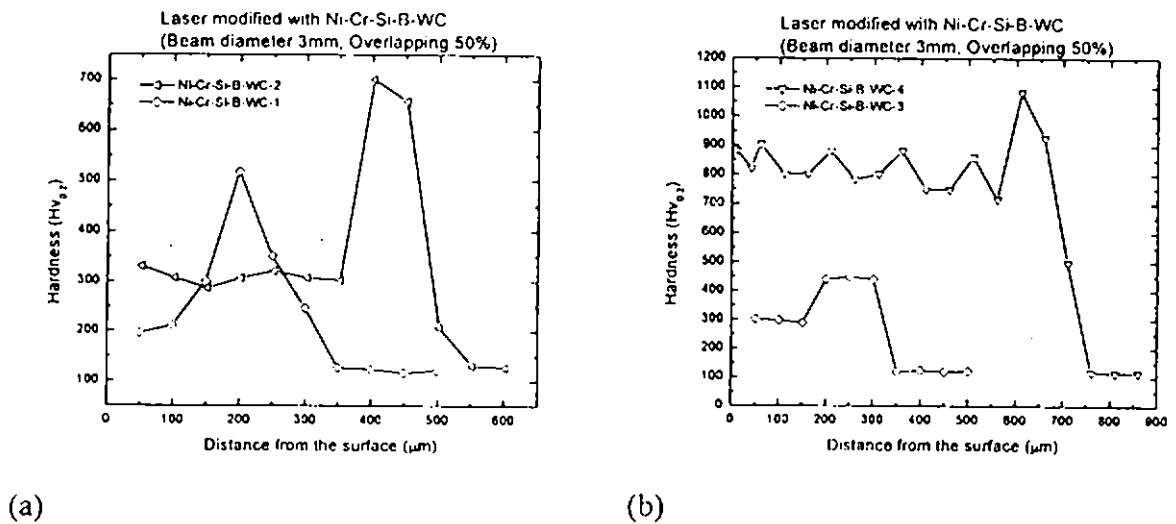 Laser modified with Ni-Cr-Si-B-WC
(Beam diameter 3mm, Overlapping 50%)
Ni-Cr-Si-B-WC-2
Ni-Cr-Si-B-WC-1
Hardness (Hv0.2)
700
600
500
400
300
200
100
0
100
200
300
400
500
600
Distance from the surface (μm)
(a)
Laser modified with Ni-Cr-Si-B-WC
(Beam diameter 3mm, Overlapping 50%)
Ni-Cr-Si-B-WC-4
Ni-Cr-Si-B-WC-3
Hardness (Hv0.2)
1200
1100
1000
900
800
700
600
500
400
300
200
100
0
0
100
200
300
400
500
600
700
800
900
Distance from the surface (μm)
(b)